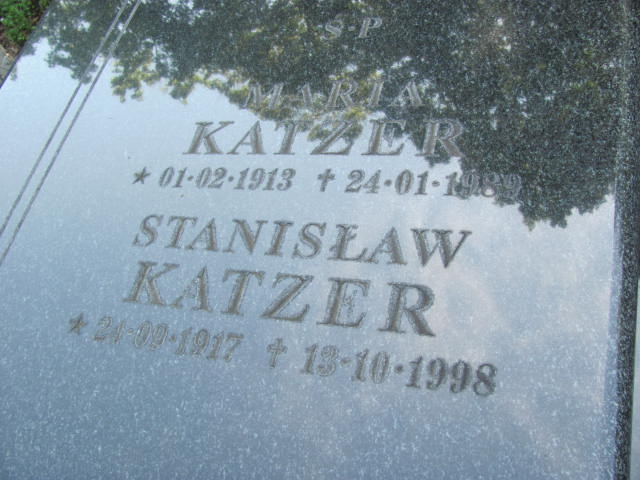 Ś P
MARIA
KATZER
★ 01-02-1913 ✝ 24-01-1989
STANISŁAW
KATZER
★ 24-09-1917 ✝ 13-10-1998